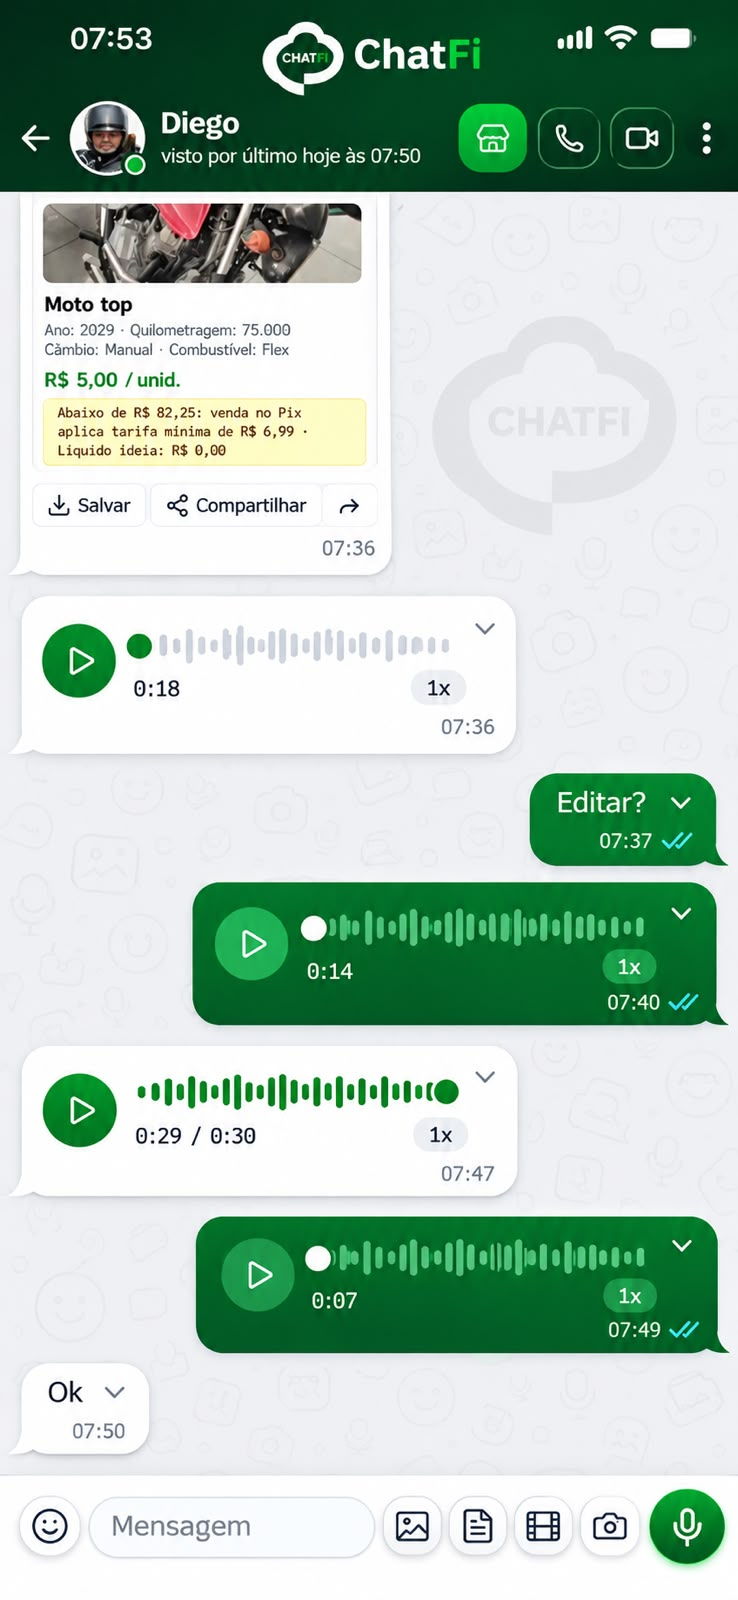 07:53
CHATFI
ChatFi
Diego
visto por último hoje às 07:50
Moto top
Ano: 2029 · Quilometragem: 75.000
Câmbio: Manual · Combustível: Flex
R$ 5,00 / unid.
Abaixo de R$ 82,25: venda no Pix
aplica tarifa mínima de R$ 6,99 ·
Liquido ideia: R$ 0,00
CHATFI
Salvar
Compartilhar
07:36
0:18
1x
07:36
Editar?
07:37
0:14
1x
07:40
0:29 / 0:30
1x
07:47
0:07
1x
07:49
Ok
07:50
Mensagem